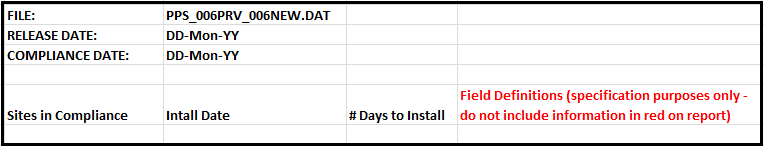 FILE: PPS_006PRV_006NEW.DAT
RELEASE DATE: DD-Mon-YY
COMPLIANCE DATE: DD-Mon-YY
Field Definitions (specification purposes only -
Sites in Compliance Intall Date # Days to Install do not include information in red on report)